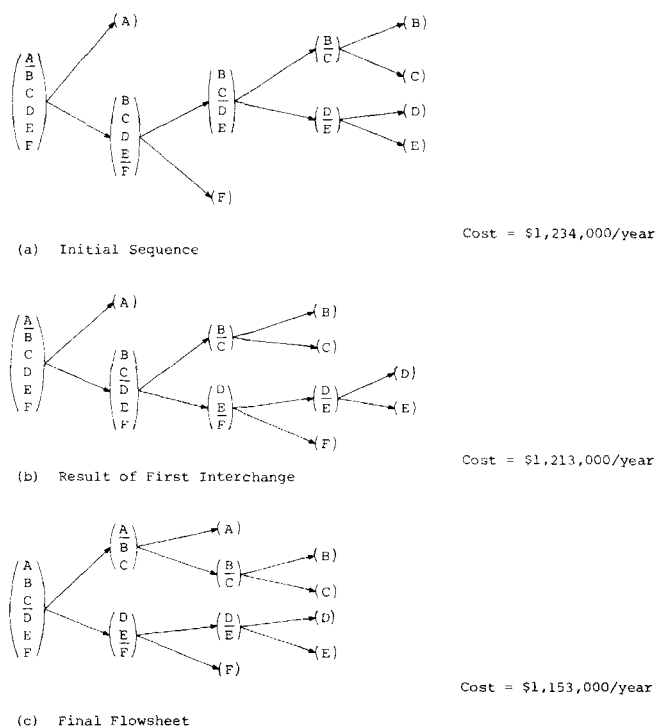 (A)
(B)
(B/C)
(C)
(A/B C D E F)
(B C/D E)
(D)
(D/E)
(B C D E/F)
(E)
(F)
Cost = $1,234,000/year
(a) Initial Sequence
(A)
(B)
(B/C)
(C)
(A/B C D E F)
(B C/D E F)
(D)
(D E/F)
(D/E)
(E)
(F)
Cost = $1,213,000/year
(b) Result of First Interchange
(A)
(A/B C)
(B)
(B/C)
(C)
(A B C/D E F)
(D)
(D E/F)
(D/E)
(E)
(F)
Cost = $1,153,000/year
(c) Final Flowsheet